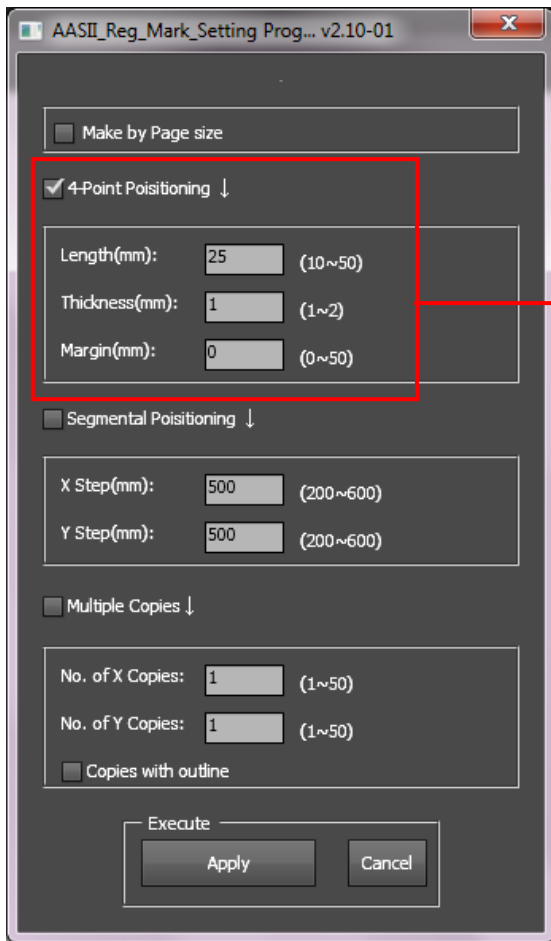 AASII_Reg_Mark_Setting Prog... v2.10-01
Make by Page size
4-Point Poisitioning ↓
Length(mm): 25 (10~50)
Thickness(mm): 1 (1~2)
Margin(mm): 0 (0~50)
Segmental Poisitioning ↓
X Step(mm): 500 (200~600)
Y Step(mm): 500 (200~600)
Multiple Copies ↓
No. of X Copies: 1 (1~50)
No. of Y Copies: 1 (1~50)
Copies with outline
Execute
Apply Cancel